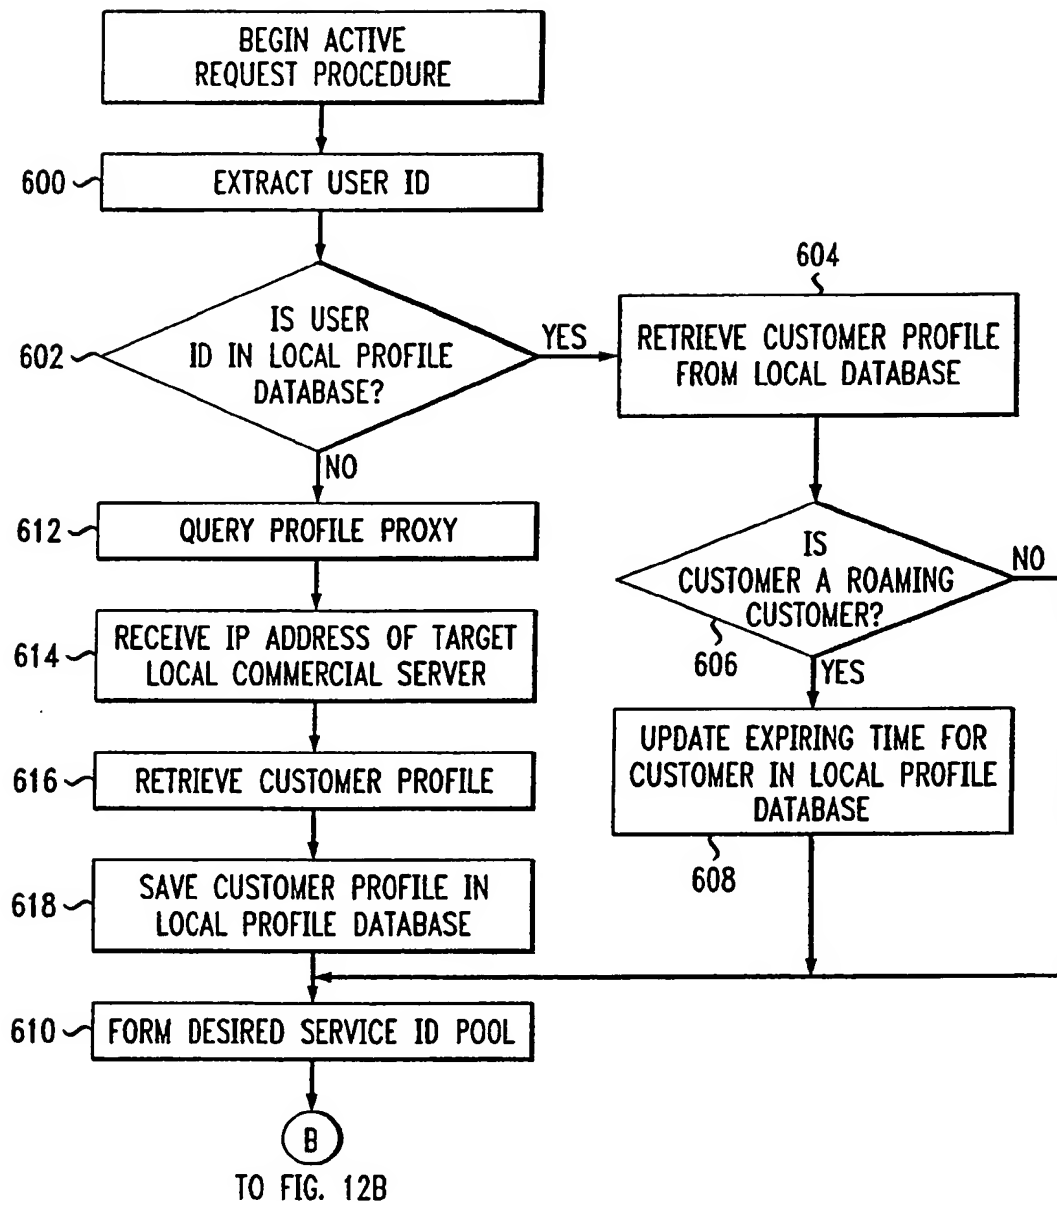 BEGIN ACTIVE
REQUEST PROCEDURE
600
EXTRACT USER ID
602
IS USER
ID IN LOCAL PROFILE
DATABASE?
YES
NO
604
RETRIEVE CUSTOMER PROFILE
FROM LOCAL DATABASE
IS
CUSTOMER A ROAMING
CUSTOMER?
606
NO
YES
UPDATE EXPIRING TIME FOR
CUSTOMER IN LOCAL PROFILE
DATABASE
608
612
QUERY PROFILE PROXY
614
RECEIVE IP ADDRESS OF TARGET
LOCAL COMMERCIAL SERVER
616
RETRIEVE CUSTOMER PROFILE
618
SAVE CUSTOMER PROFILE IN
LOCAL PROFILE DATABASE
610
FORM DESIRED SERVICE ID POOL
B
TO FIG. 12B